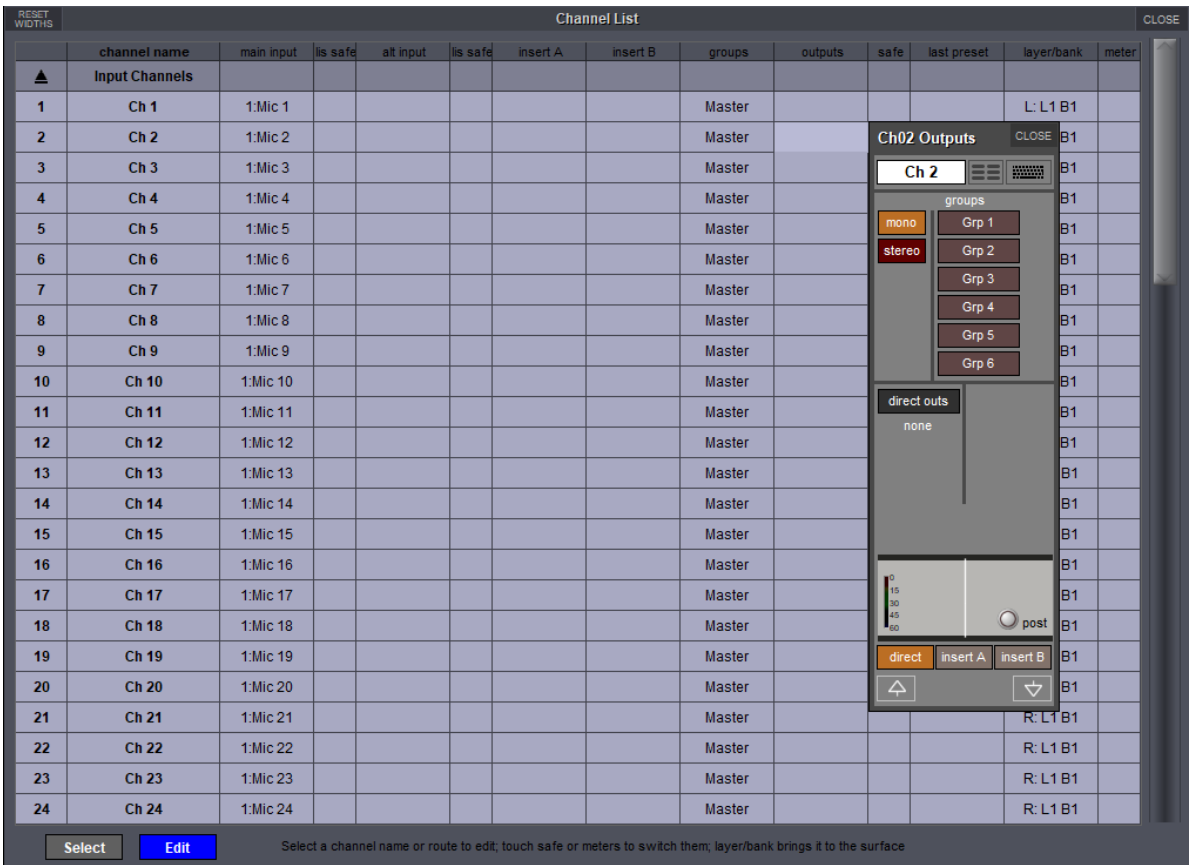 RESET WIDTHS Channel List CLOSE
channel name main input lis safe alt input lis safe insert A insert B groups outputs safe last preset layer/bank meter
Input Channels
1 Ch 1 1:Mic 1 Master L: L1 B1
2 Ch 2 1:Mic 2 Master B1
3 Ch 3 1:Mic 3 Master B1
4 Ch 4 1:Mic 4 Master B1
5 Ch 5 1:Mic 5 Master B1
6 Ch 6 1:Mic 6 Master B1
7 Ch 7 1:Mic 7 Master B1
8 Ch 8 1:Mic 8 Master B1
9 Ch 9 1:Mic 9 Master B1
10 Ch 10 1:Mic 10 Master B1
11 Ch 11 1:Mic 11 Master B1
12 Ch 12 1:Mic 12 Master B1
13 Ch 13 1:Mic 13 Master B1
14 Ch 14 1:Mic 14 Master B1
15 Ch 15 1:Mic 15 Master B1
16 Ch 16 1:Mic 16 Master B1
17 Ch 17 1:Mic 17 Master B1
18 Ch 18 1:Mic 18 Master B1
19 Ch 19 1:Mic 19 Master B1
20 Ch 20 1:Mic 20 Master B1
21 Ch 21 1:Mic 21 Master R: L1 B1
22 Ch 22 1:Mic 22 Master R: L1 B1
23 Ch 23 1:Mic 23 Master R: L1 B1
24 Ch 24 1:Mic 24 Master R: L1 B1
Ch02 Outputs CLOSE
Ch 2
groups
mono Grp 1
stereo Grp 2
Grp 3
Grp 4
Grp 5
Grp 6
direct outs
none
0
15
30
45
60
post
direct insert A insert B
Select Edit Select a channel name or route to edit; touch safe or meters to switch them; layer/bank brings it to the surface